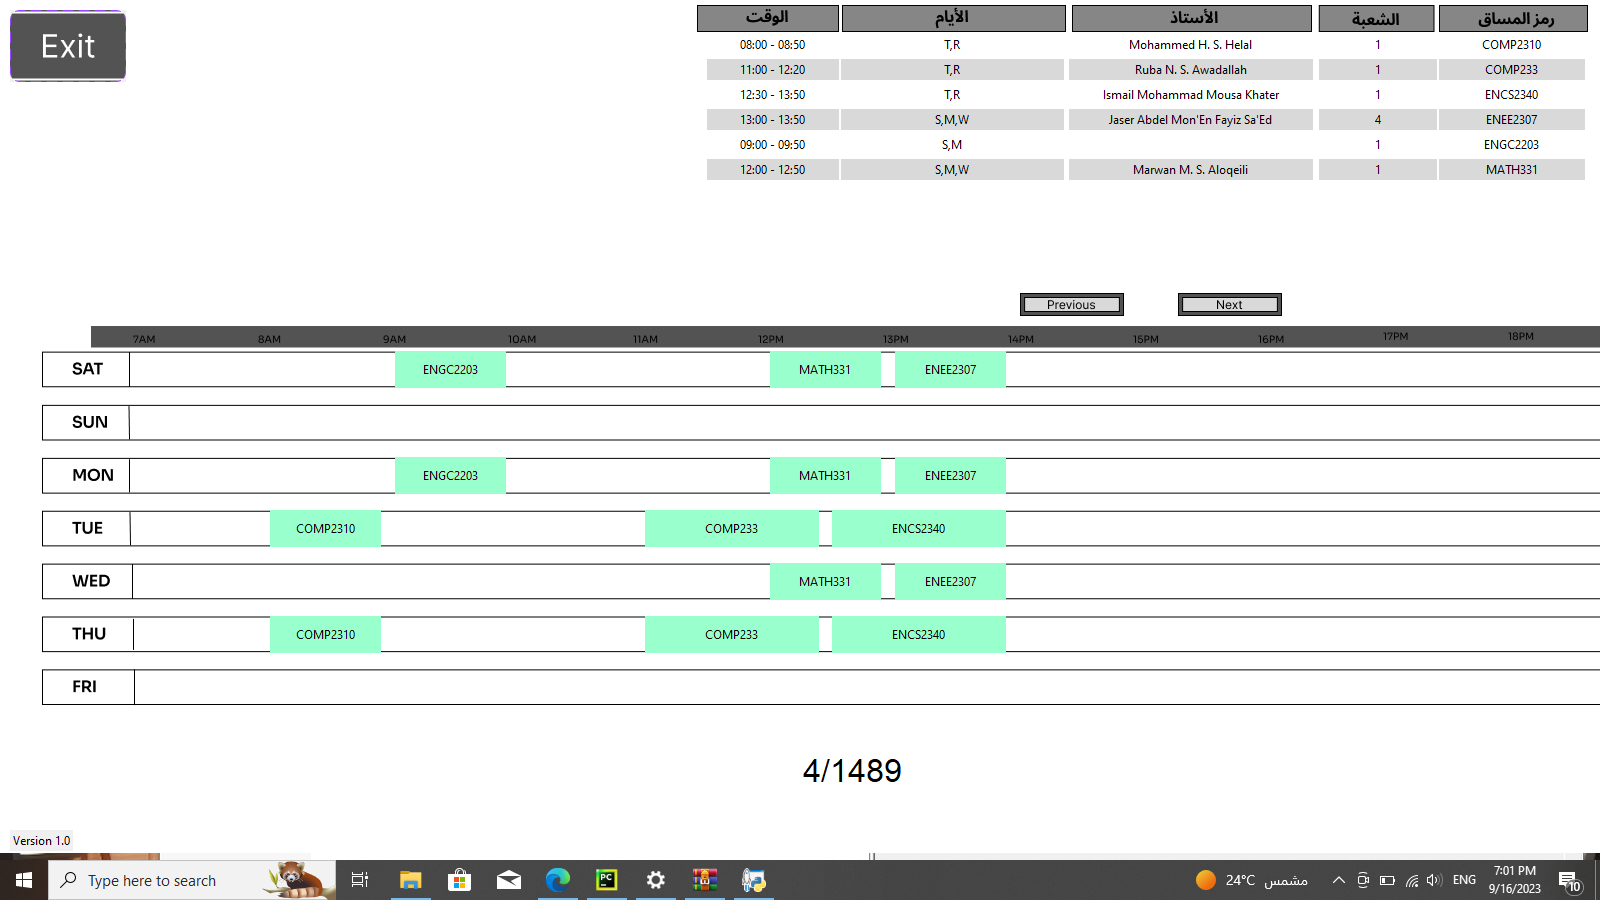 Exit
رمز المساق الشعبة الأستاذ الأيام الوقت
COMP2310 1 Mohammed H. S. Helal T,R 08:00 - 08:50
COMP233 1 Ruba N. S. Awadallah T,R 11:00 - 12:20
ENCS2340 1 Ismail Mohammad Mousa Khater T,R 12:30 - 13:50
ENEE2307 4 Jaser Abdel Mon'En Fayiz Sa'Ed S,M,W 13:00 - 13:50
ENGC2203 1 S,M 09:00 - 09:50
MATH331 1 Marwan M. S. Aloqeili S,M,W 12:00 - 12:50
Previous Next
7AM 8AM 9AM 10AM 11AM 12PM 13PM 14PM 15PM 16PM 17PM 18PM
SAT ENGC2203 MATH331 ENEE2307
SUN
MON ENGC2203 MATH331 ENEE2307
TUE COMP2310 COMP233 ENCS2340
WED MATH331 ENEE2307
THU COMP2310 COMP233 ENCS2340
FRI
4/1489
Version 1.0
Type here to search PC 24°C مشمس ENG 7:01 PM
9/16/2023 10